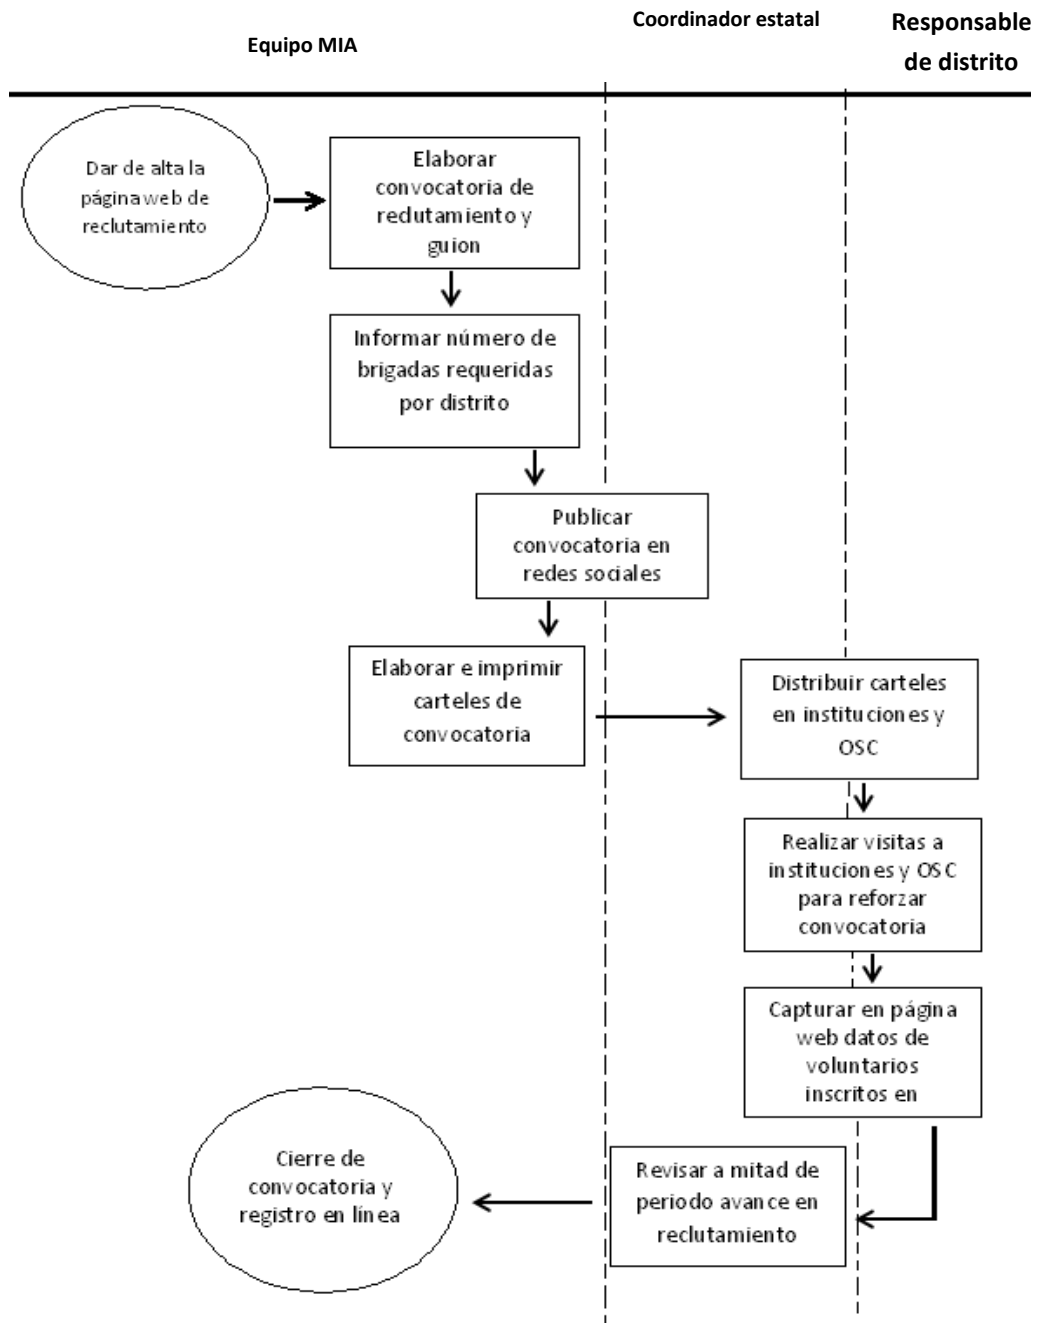 Equipo MIA
Coordinador estatal
Responsable
de distrito
Dar de alta la
página web de
reclutamiento
Elaborar
convocatoria de
reclutamiento y
guion
Informar número de
brigadas requeridas
por distrito
Publicar
convocatoria en
redes sociales
Elaborar e imprimir
carteles de
convocatoria
Distribuir carteles
en instituciones y
OSC
Realizar visitas a
instituciones y OSC
para reforzar
convocatoria
Capturar en página
web datos de
voluntarios
inscritos en
Revisar a mitad de
periodo avance en
reclutamiento
Cierre de
convocatoria y
registro en línea